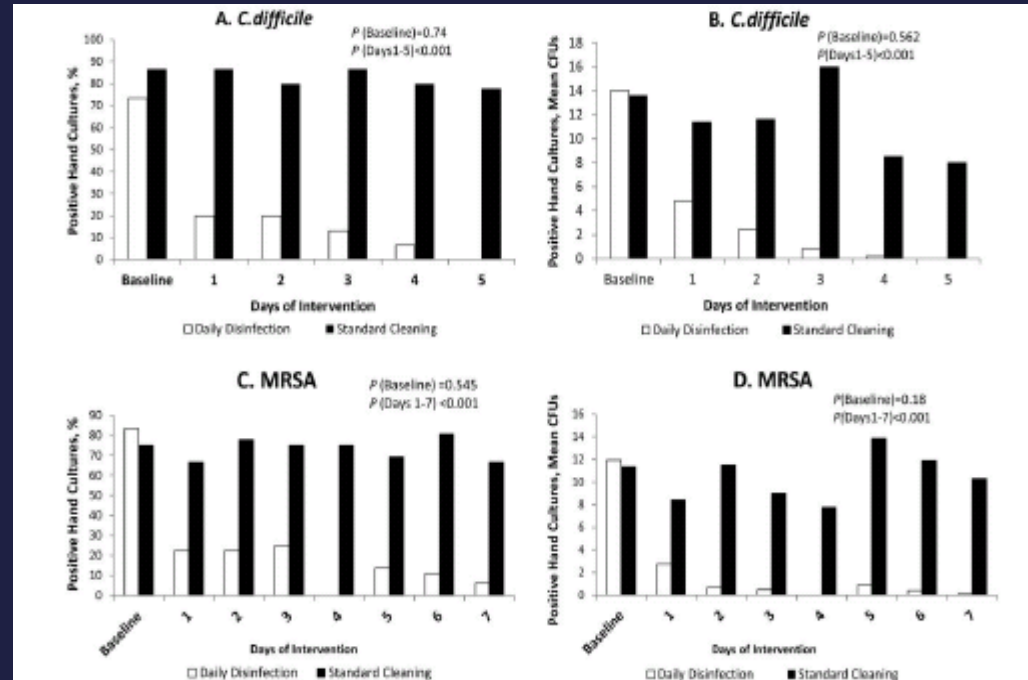 A. C.difficile
P (Baseline)=0.74
P (Days1-5)<0.001
Positive Hand Cultures, %
100
90
80
70
60
50
40
30
20
10
0
Baseline 1 2 3 4 5
Days of Intervention
Daily Disinfection Standard Cleaning
B. C.difficile
P (Baseline)=0.562
P(Days1-5)<0.001
Positive Hand Cultures, Mean CFUs
18
16
14
12
10
8
6
4
2
0
Baseline 1 2 3 4 5
Days of Intervention
Daily Disinfection Standard Cleaning
C. MRSA
P (Baseline) =0.545
P (Days 1-7) <0.001
Positive Hand Cultures, %
90
80
70
60
50
40
30
20
10
0
Baseline 1 2 3 4 5 6 7
Days of Intervention
Daily Disinfection Standard Cleaning
D. MRSA
P(Baseline)=0.18
P(Days1-7)<0.001
Positive Hand Cultures, Mean CFUs
16
14
12
10
8
6
4
2
0
Baseline 1 2 3 4 5 6 7
Days of Intervention
Daily Disinfection Standard Cleaning